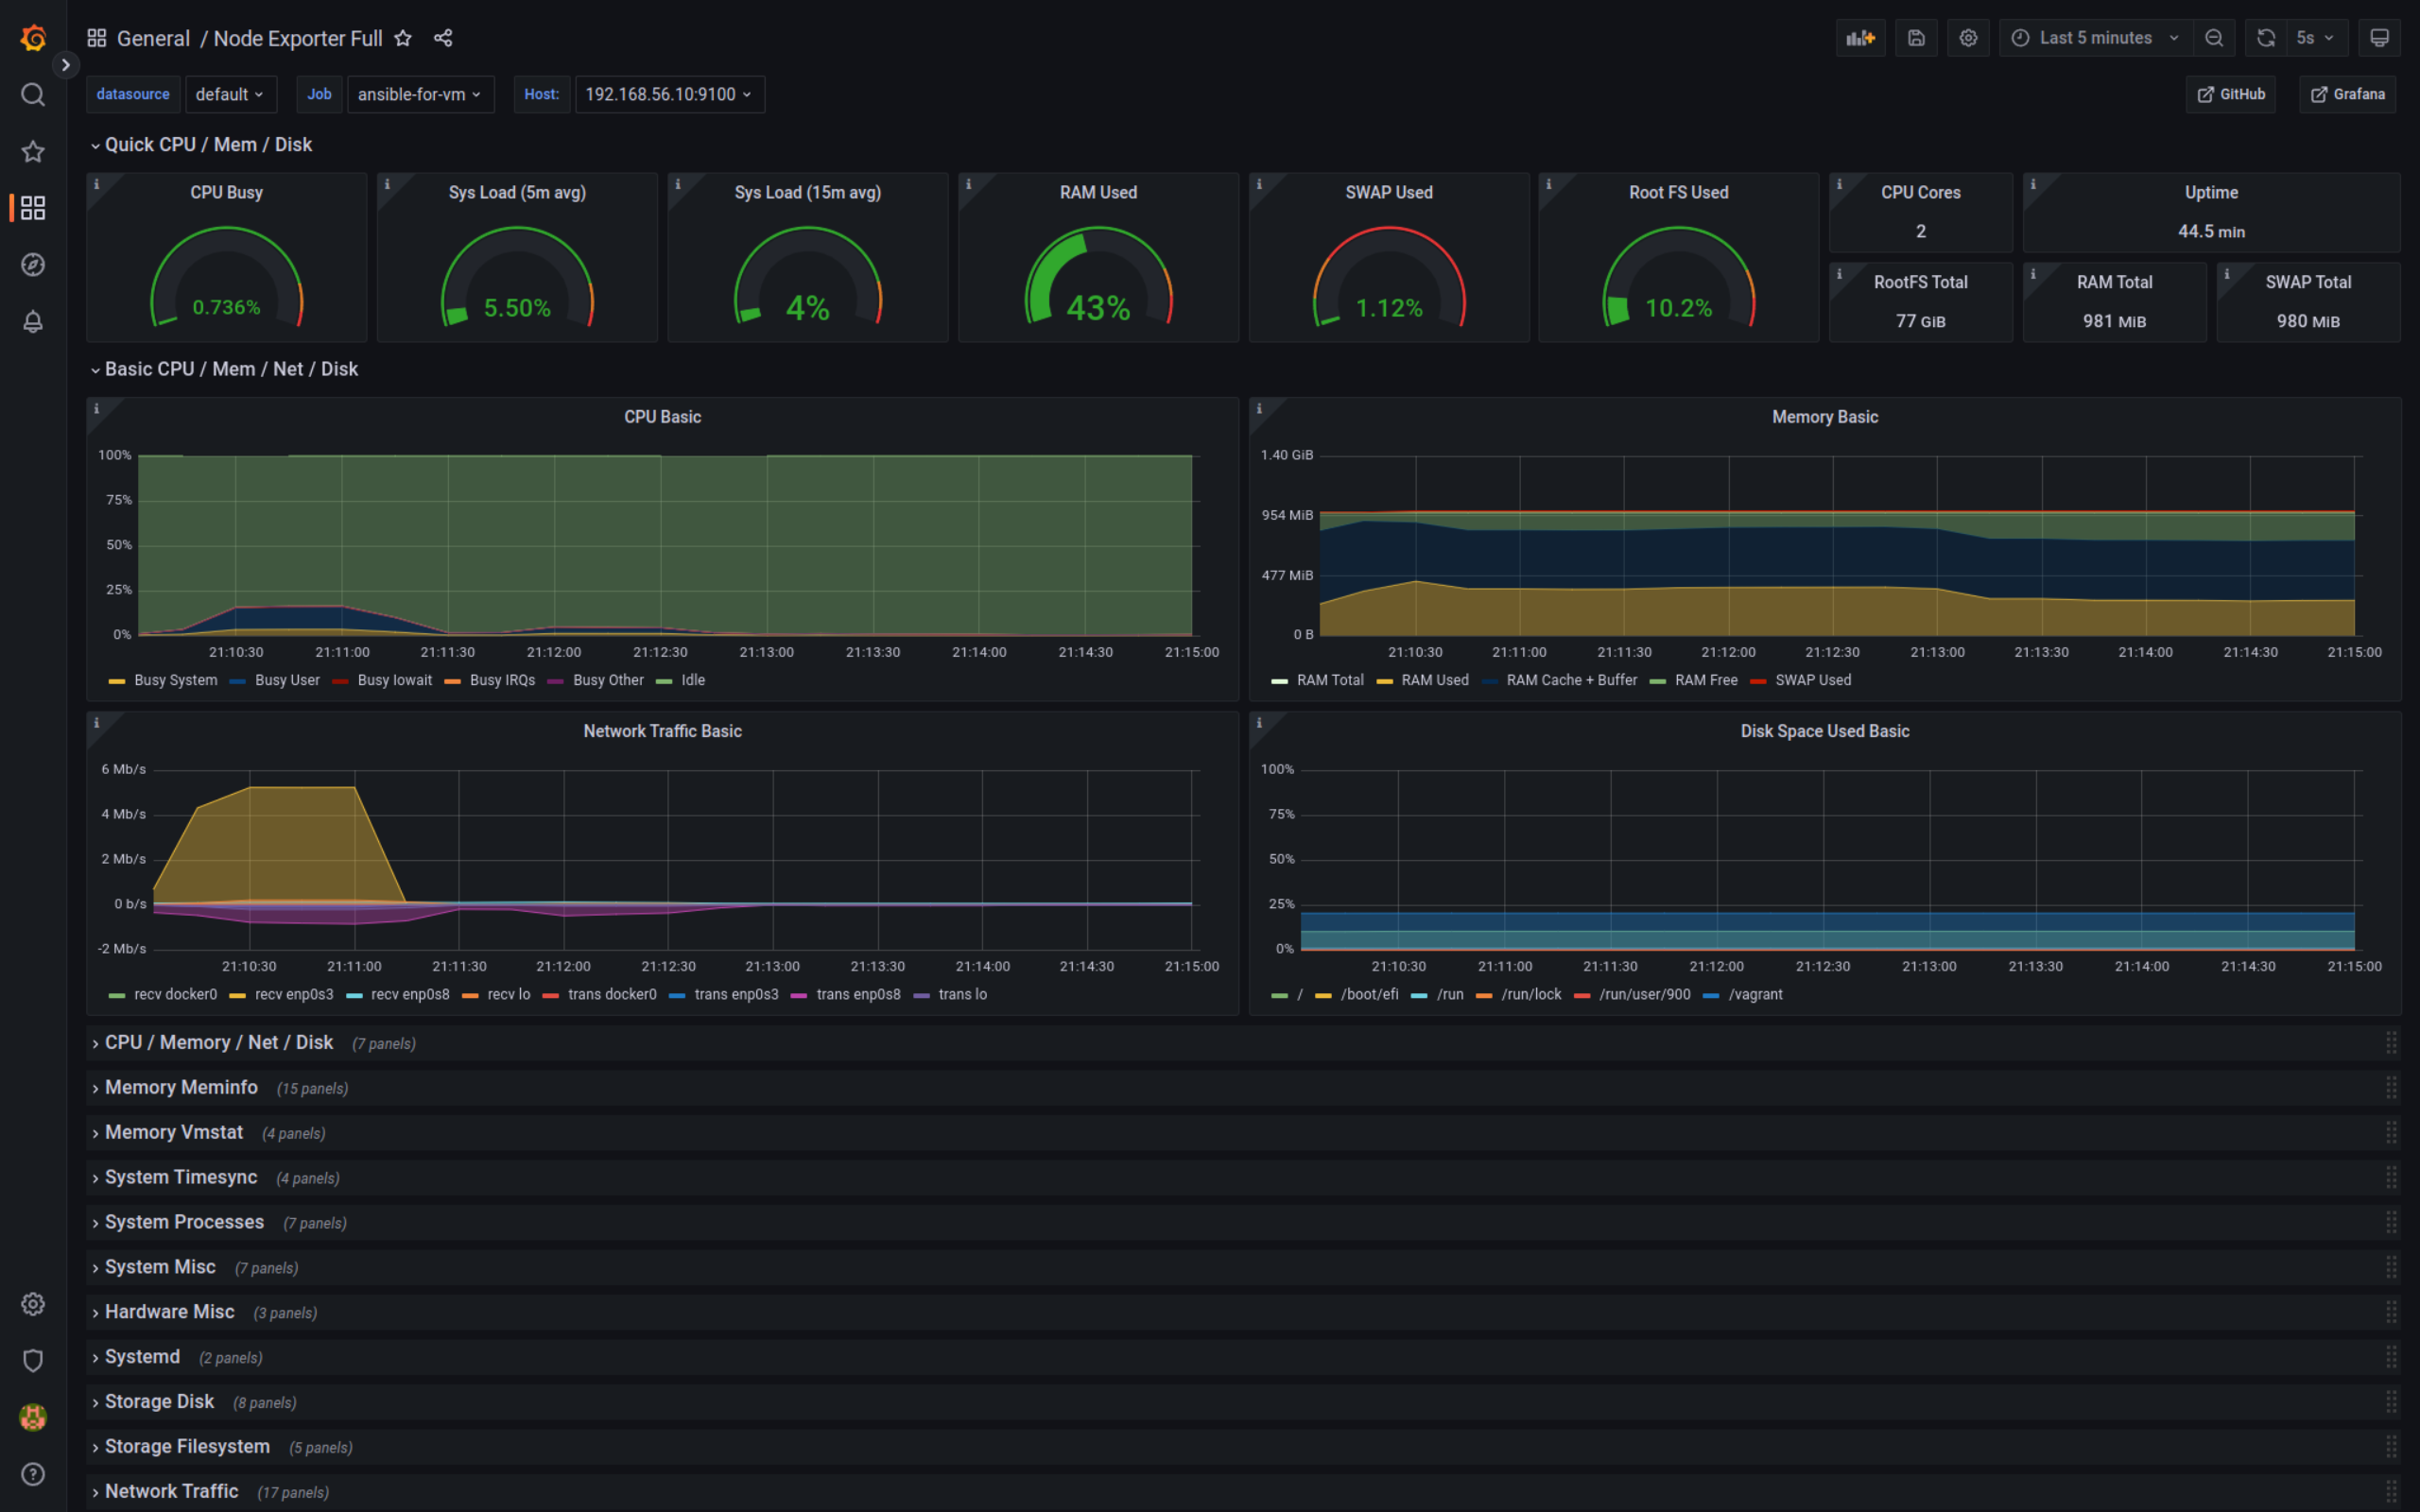 General / Node Exporter Full
Last 5 minutes
5s
datasource default Job ansible-for-vm Host: 192.168.56.10:9100
GitHub Grafana
Quick CPU / Mem / Disk
CPU Busy
0.736%
Sys Load (5m avg)
5.50%
Sys Load (15m avg)
4%
RAM Used
43%
SWAP Used
1.12%
Root FS Used
10.2%
CPU Cores
2
Uptime
44.5 min
RootFS Total
77 GiB
RAM Total
981 MiB
SWAP Total
980 MiB
Basic CPU / Mem / Net / Disk
CPU Basic
100%
75%
50%
25%
0%
21:10:30 21:11:00 21:11:30 21:12:00 21:12:30 21:13:00 21:13:30 21:14:00 21:14:30 21:15:00
Busy System Busy User Busy Iowait Busy IRQs Busy Other Idle
Memory Basic
1.40 GiB
954 MiB
477 MiB
0 B
21:10:30 21:11:00 21:11:30 21:12:00 21:12:30 21:13:00 21:13:30 21:14:00 21:14:30 21:15:00
RAM Total RAM Used RAM Cache + Buffer RAM Free SWAP Used
Network Traffic Basic
6 Mb/s
4 Mb/s
2 Mb/s
0 b/s
-2 Mb/s
21:10:30 21:11:00 21:11:30 21:12:00 21:12:30 21:13:00 21:13:30 21:14:00 21:14:30 21:15:00
recv docker0 recv enp0s3 recv enp0s8 recv lo trans docker0 trans enp0s3 trans enp0s8 trans lo
Disk Space Used Basic
100%
75%
50%
25%
0%
21:10:30 21:11:00 21:11:30 21:12:00 21:12:30 21:13:00 21:13:30 21:14:00 21:14:30 21:15:00
/ /boot/efi /run /run/lock /run/user/900 /vagrant
CPU / Memory / Net / Disk (7 panels)
Memory Meminfo (15 panels)
Memory Vmstat (4 panels)
System Timesync (4 panels)
System Processes (7 panels)
System Misc (7 panels)
Hardware Misc (3 panels)
Systemd (2 panels)
Storage Disk (8 panels)
Storage Filesystem (5 panels)
Network Traffic (17 panels)